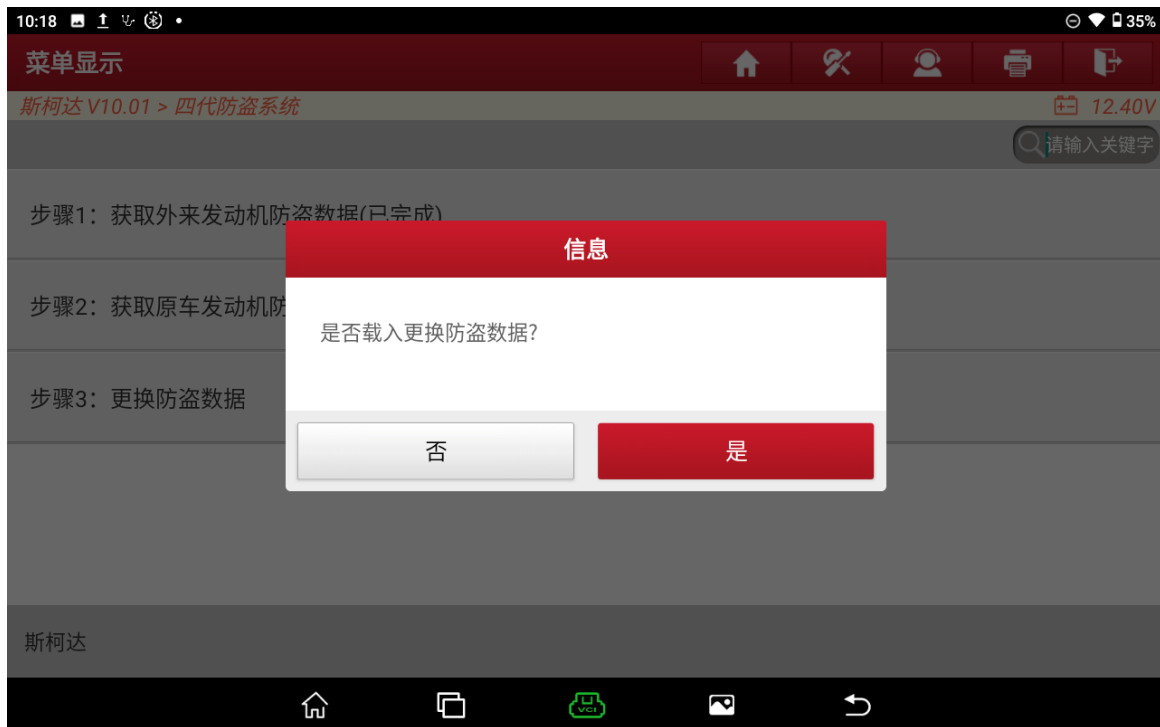 10:18
35%
菜单显示
斯柯达 V10.01 > 四代防盗系统
12.40V
请输入关键字
步骤1：获取外来发动机防盗数据(已完成)
信息
步骤2：获取原车发动机防
是否载入更换防盗数据?
步骤3：更换防盗数据
否
是
斯柯达
VCI